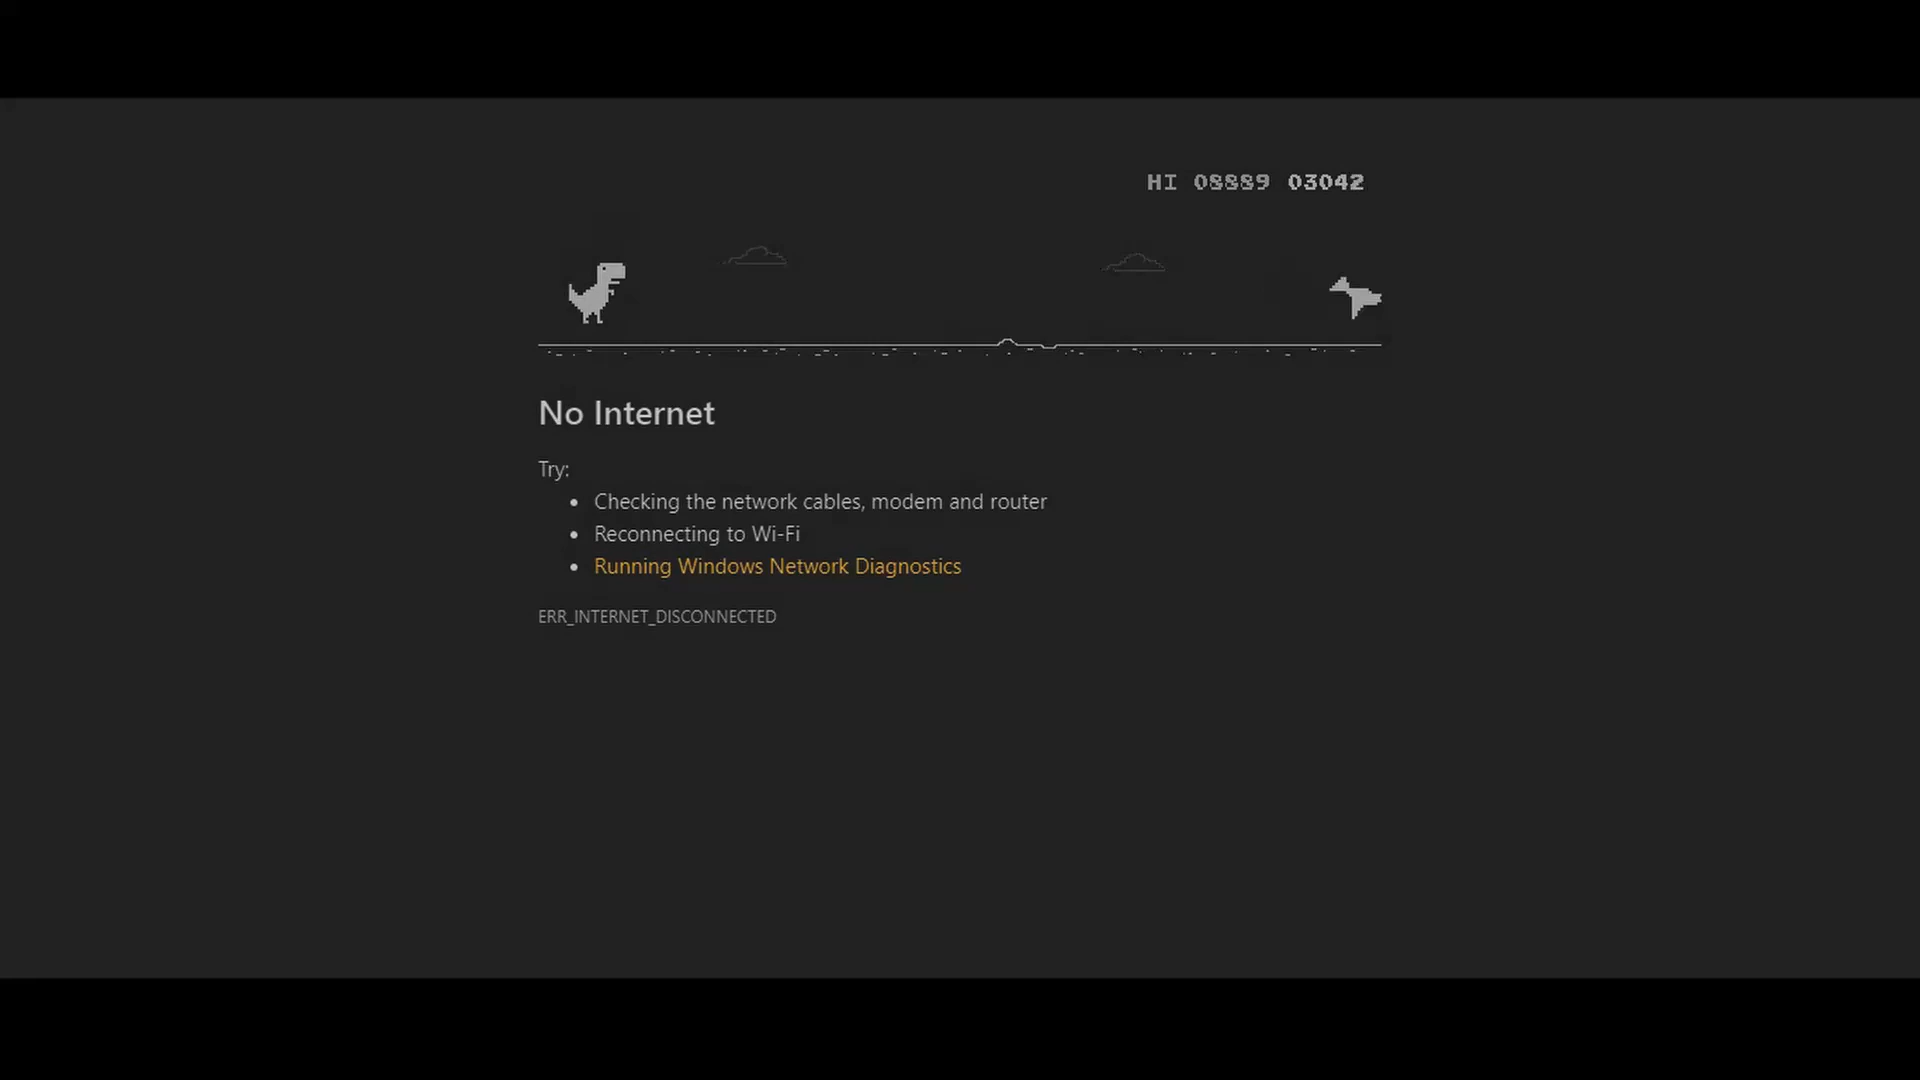 HI 08889 03042
No Internet
Try:
Checking the network cables, modem and router
Reconnecting to Wi-Fi
Running Windows Network Diagnostics
ERR_INTERNET_DISCONNECTED